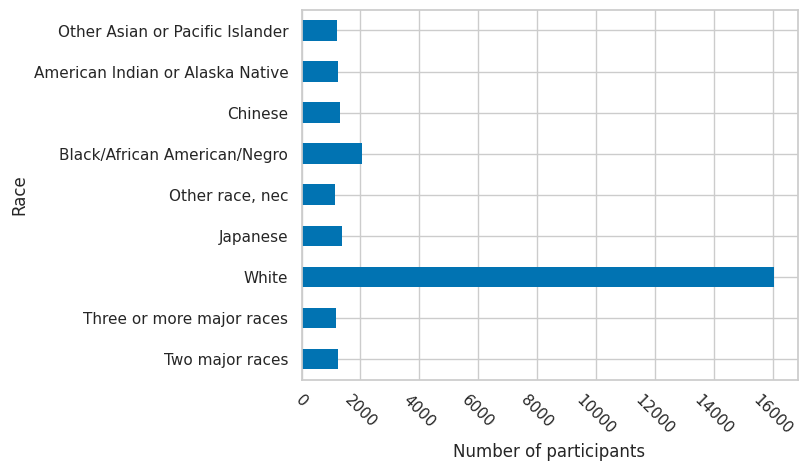 Other Asian or Pacific Islander
American Indian or Alaska Native
Chinese
Black/African American/Negro
Other race, nec
Japanese
White
Three or more major races
Two major races
Race
0 2000 4000 6000 8000 10000 12000 14000 16000
Number of participants